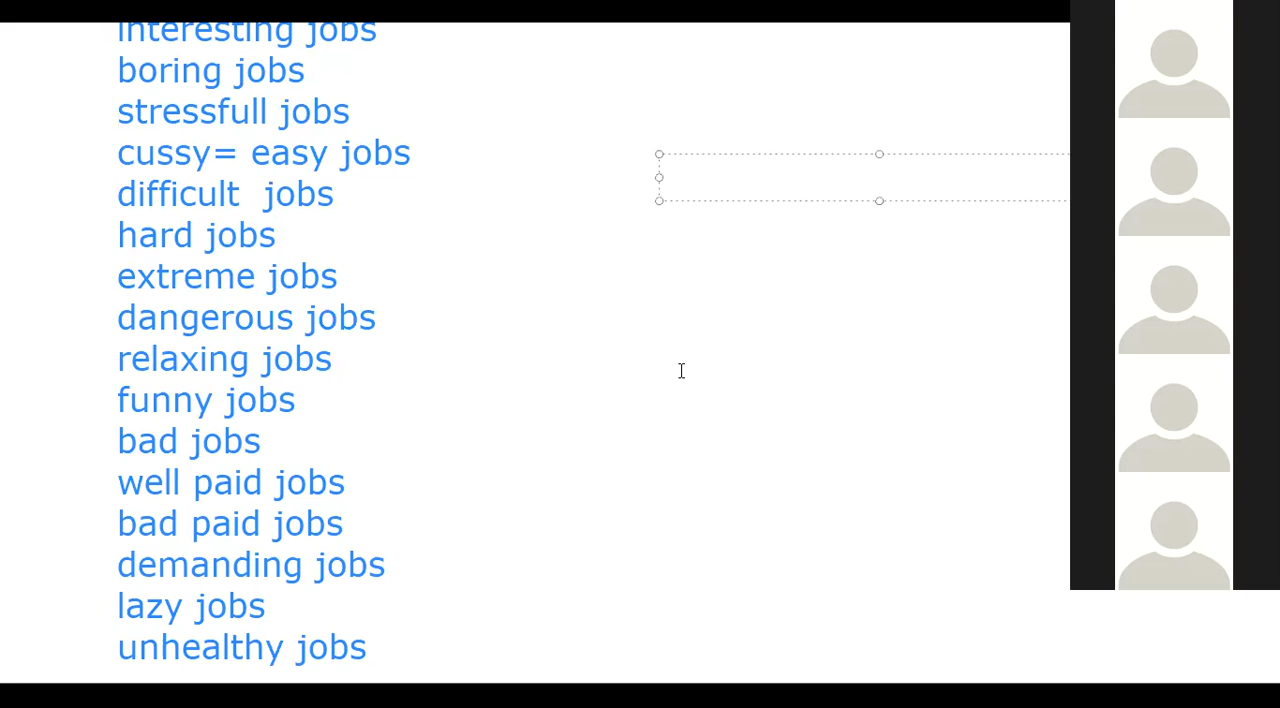 interesting jobs
boring jobs
stressfull jobs
cussy= easy jobs
difficult  jobs
hard jobs
extreme jobs
dangerous jobs
relaxing jobs
funny jobs
bad jobs
well paid jobs
bad paid jobs
demanding jobs
lazy jobs
unhealthy jobs